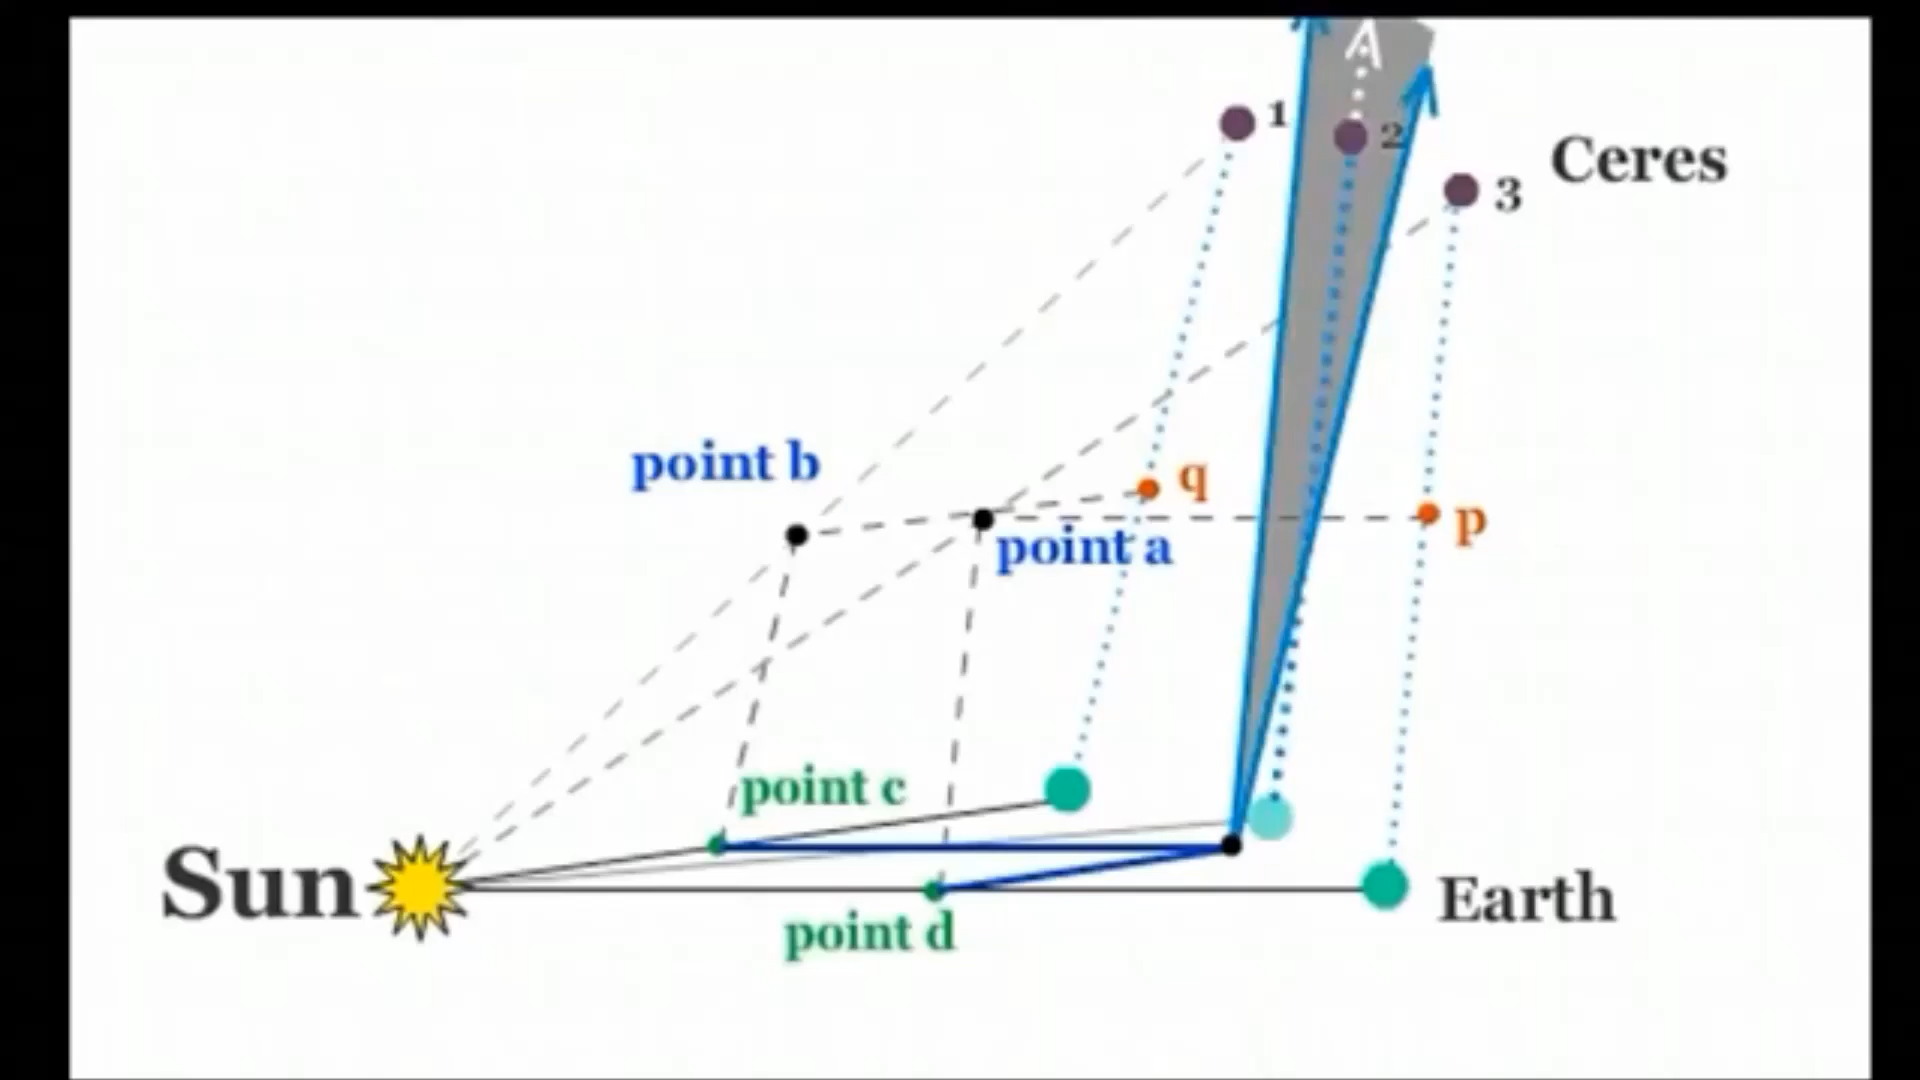 A
1
2
3
Ceres
point b
q
point a
p
point c
Sun
Earth
point d